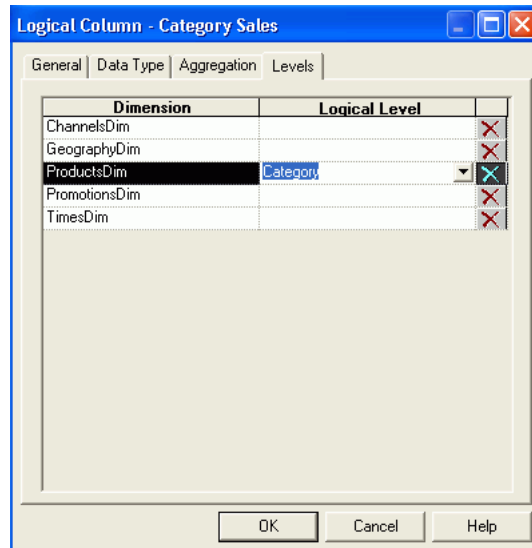 Logical Column - Category Sales
General Data Type Aggregation Levels
Dimension Logical Level
ChannelsDim
GeographyDim
ProductsDim Category
PromotionsDim
TimesDim
OK Cancel Help